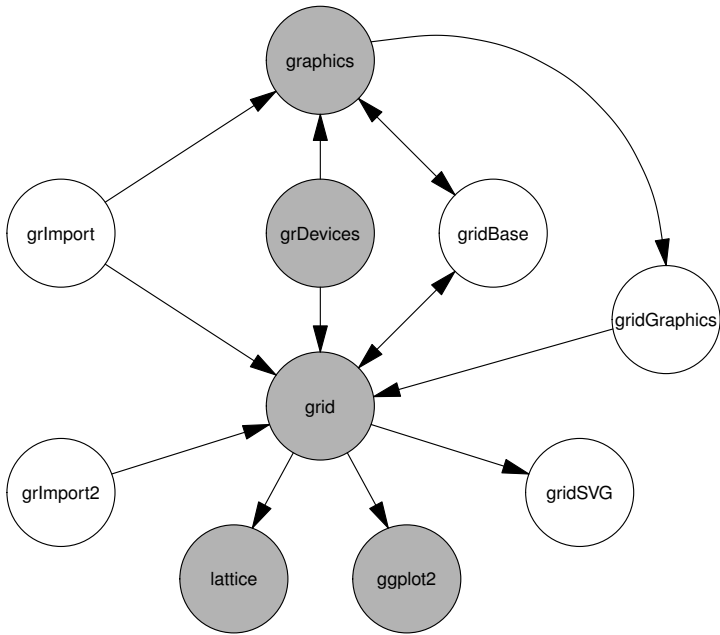 graphics
grImport
grDevices
gridBase
gridGraphics
grid
grImport2
gridSVG
lattice
ggplot2